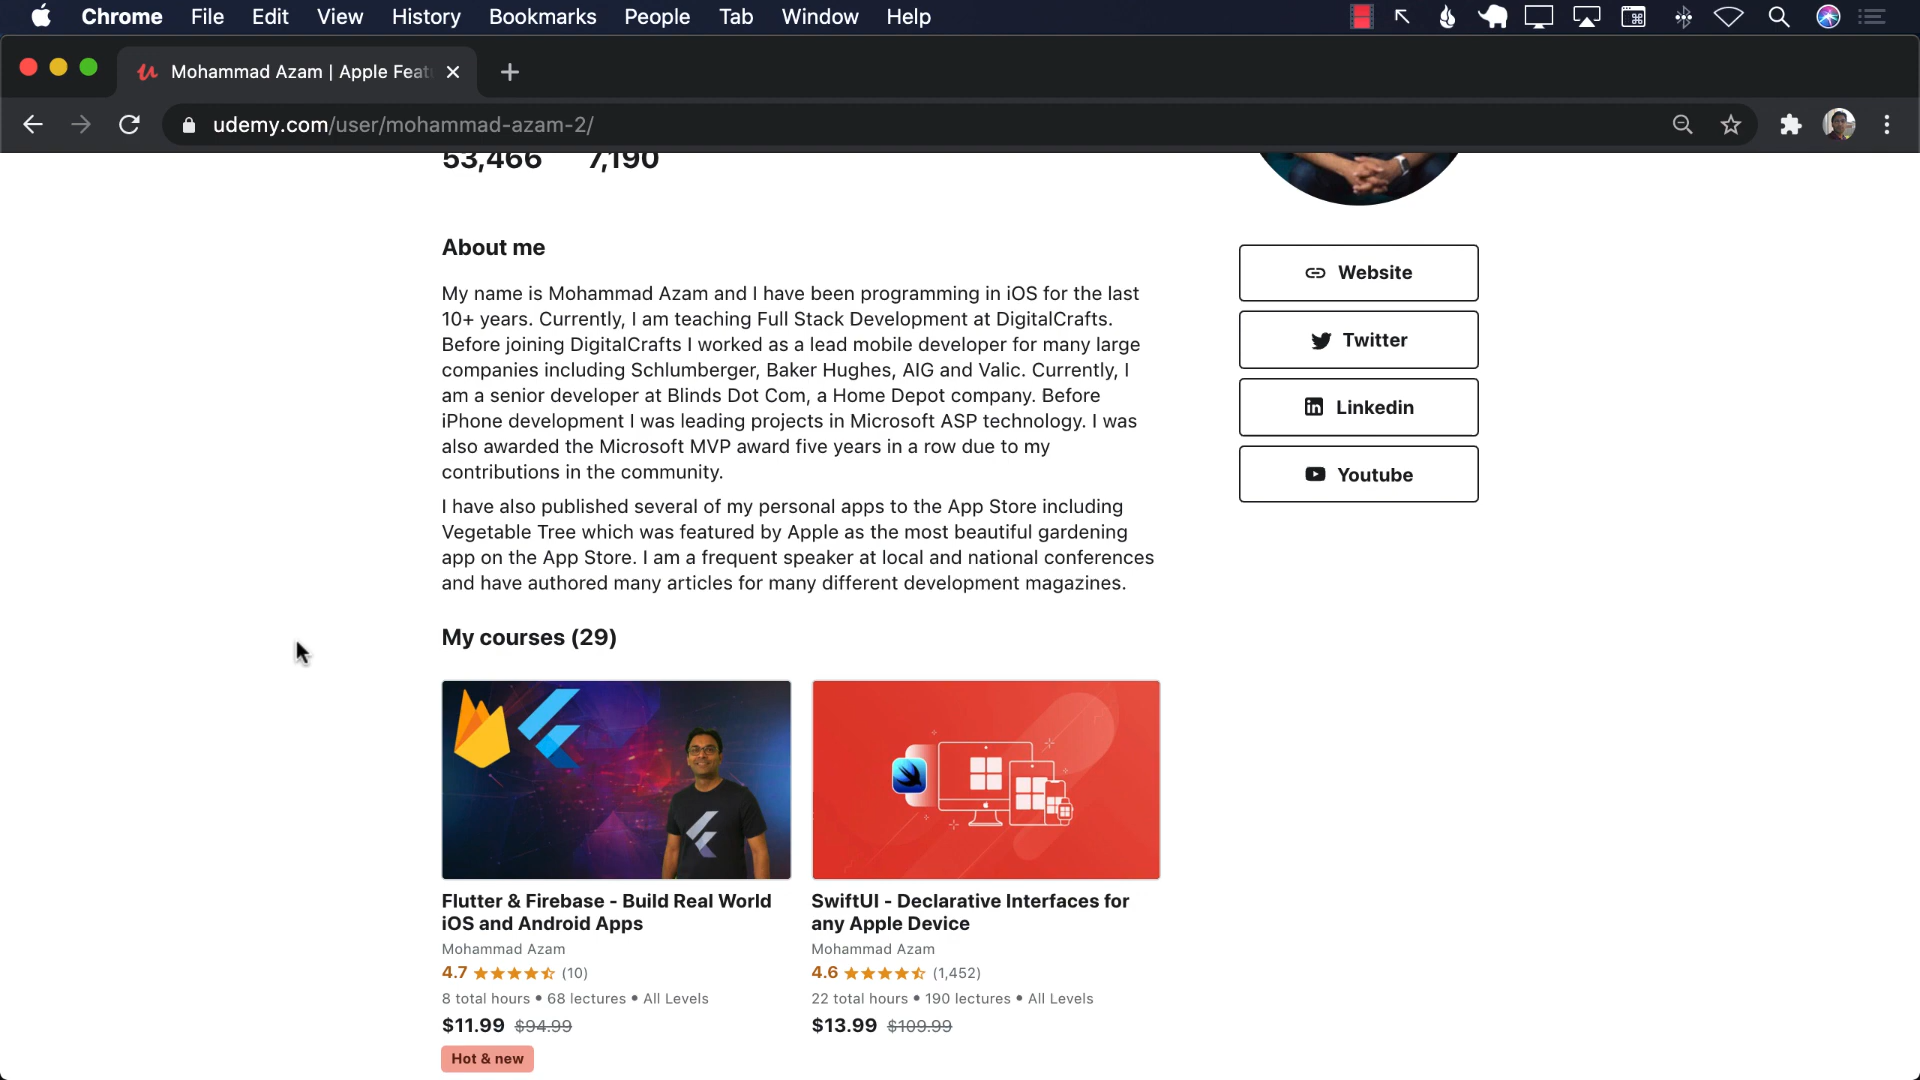 Chrome File Edit View History Bookmarks People Tab Window Help
Mohammad Azam | Apple Feat
udemy.com/user/mohammad-azam-2/
53,466 7,190
About me
My name is Mohammad Azam and I have been programming in iOS for the last
10+ years. Currently, I am teaching Full Stack Development at DigitalCrafts.
Before joining DigitalCrafts I worked as a lead mobile developer for many large
companies including Schlumberger, Baker Hughes, AIG and Valic. Currently, I
am a senior developer at Blinds Dot Com, a Home Depot company. Before
iPhone development I was leading projects in Microsoft ASP technology. I was
also awarded the Microsoft MVP award five years in a row due to my
contributions in the community.
I have also published several of my personal apps to the App Store including
Vegetable Tree which was featured by Apple as the most beautiful gardening
app on the App Store. I am a frequent speaker at local and national conferences
and have authored many articles for many different development magazines.
Website
Twitter
Linkedin
Youtube
My courses (29)
Flutter & Firebase - Build Real World
iOS and Android Apps
Mohammad Azam
4.7 (10)
8 total hours • 68 lectures • All Levels
$11.99 $94.99
Hot & new
SwiftUI - Declarative Interfaces for
any Apple Device
Mohammad Azam
4.6 (1,452)
22 total hours • 190 lectures • All Levels
$13.99 $109.99